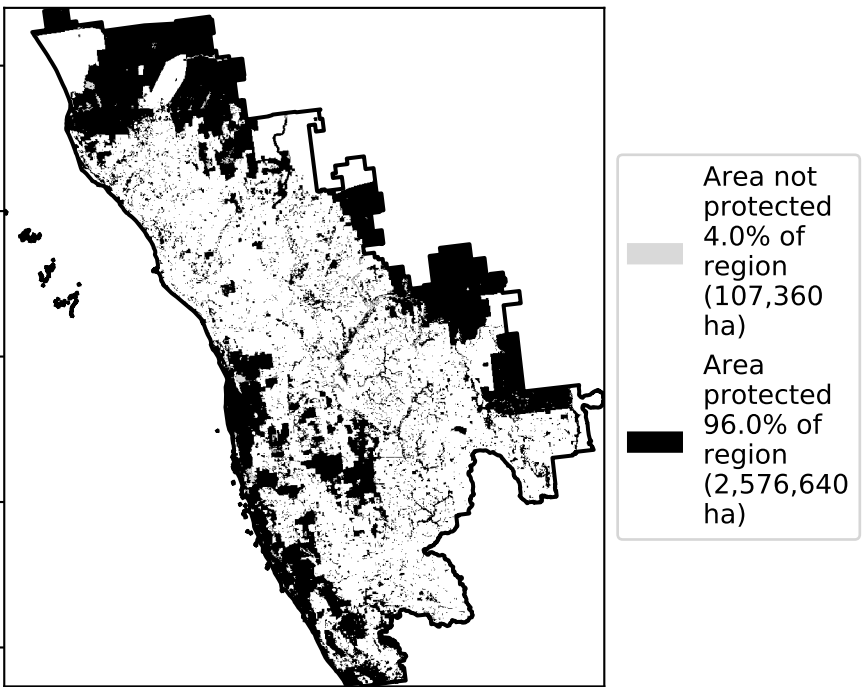 Area not
protected
4.0% of
region
(107,360
ha)
Area
protected
96.0% of
region
(2,576,640
ha)